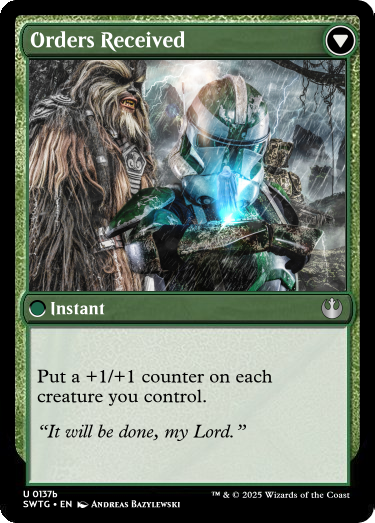 Orders Received
Instant
Put a +1/+1 counter on each
creature you control.
“It will be done, my Lord.”
U 0137b
SWTG • EN Andreas Bazylewski
™ & © 2025 Wizards of the Coast